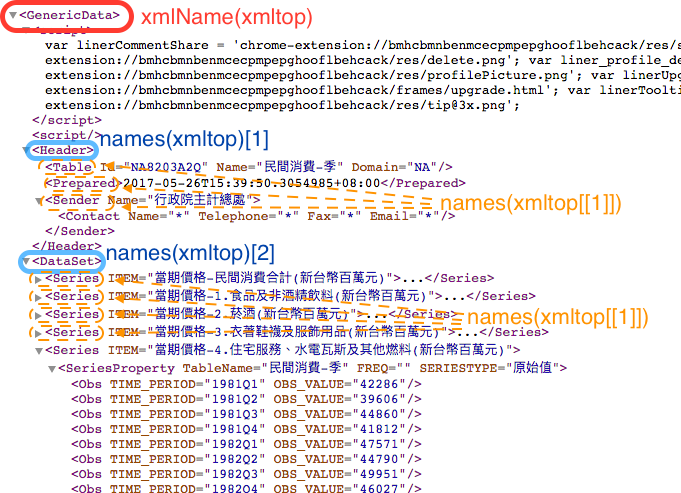 ▼<GenericData> xmlName(xmltop)
▼<script>
var linerCommentShare = 'chrome-extension://bmhcbmnbenmcecpmpepghooflbehcack/res/s
extension://bmhcbmnbenmcecpmpepghooflbehcack/res/delete.png'; var liner_profile_de
extension://bmhcbmnbenmcecpmpepghooflbehcack/res/profilePicture.png'; var linerUpg
extension://bmhcbmnbenmcecpmpepghooflbehcack/frames/upgrade.html'; var linerToolti
extension://bmhcbmnbenmcecpmpepghooflbehcack/res/tip@3x.png';
</script>
<script/> names(xmltop)[1]
▼<Header>
<Table Id="NA8203A2Q" Name="民間消費-季" Domain="NA"/>
<Prepared>2017-05-26T15:39:50.3054985+08:00</Prepared>
▼<Sender Name="行政院主計總處"> names(xmltop[[1]])
<Contact Name="*" Telephone="*" Fax="*" Email="*"/>
</Sender>
</Header> names(xmltop)[2]
▼<DataSet>
▶<Series ITEM="當期價格-民間消費合計(新台幣百萬元)">...</Series>
▶<Series ITEM="當期價格-1.食品及非酒精飲料(新台幣百萬元)">...</Series>
▶<Series ITEM="當期價格-2.菸酒(新台幣百萬元)">...</Series> names(xmltop[[1]])
▶<Series ITEM="當期價格-3.衣著鞋襪及服飾用品(新台幣百萬元)">...</Series>
▼<Series ITEM="當期價格-4.住宅服務、水電瓦斯及其他燃料(新台幣百萬元)">
▼<SeriesProperty TableName="民間消費-季" FREQ="" SERIESTYPE="原始值">
<Obs TIME_PERIOD="1981Q1" OBS_VALUE="42286"/>
<Obs TIME_PERIOD="1981Q2" OBS_VALUE="39606"/>
<Obs TIME_PERIOD="1981Q3" OBS_VALUE="44860"/>
<Obs TIME_PERIOD="1981Q4" OBS_VALUE="41812"/>
<Obs TIME_PERIOD="1982Q1" OBS_VALUE="47571"/>
<Obs TIME_PERIOD="1982Q2" OBS_VALUE="44790"/>
<Obs TIME_PERIOD="1982Q3" OBS_VALUE="49951"/>
<Obs TIME_PERIOD="1982Q4" OBS_VALUE="46027"/>